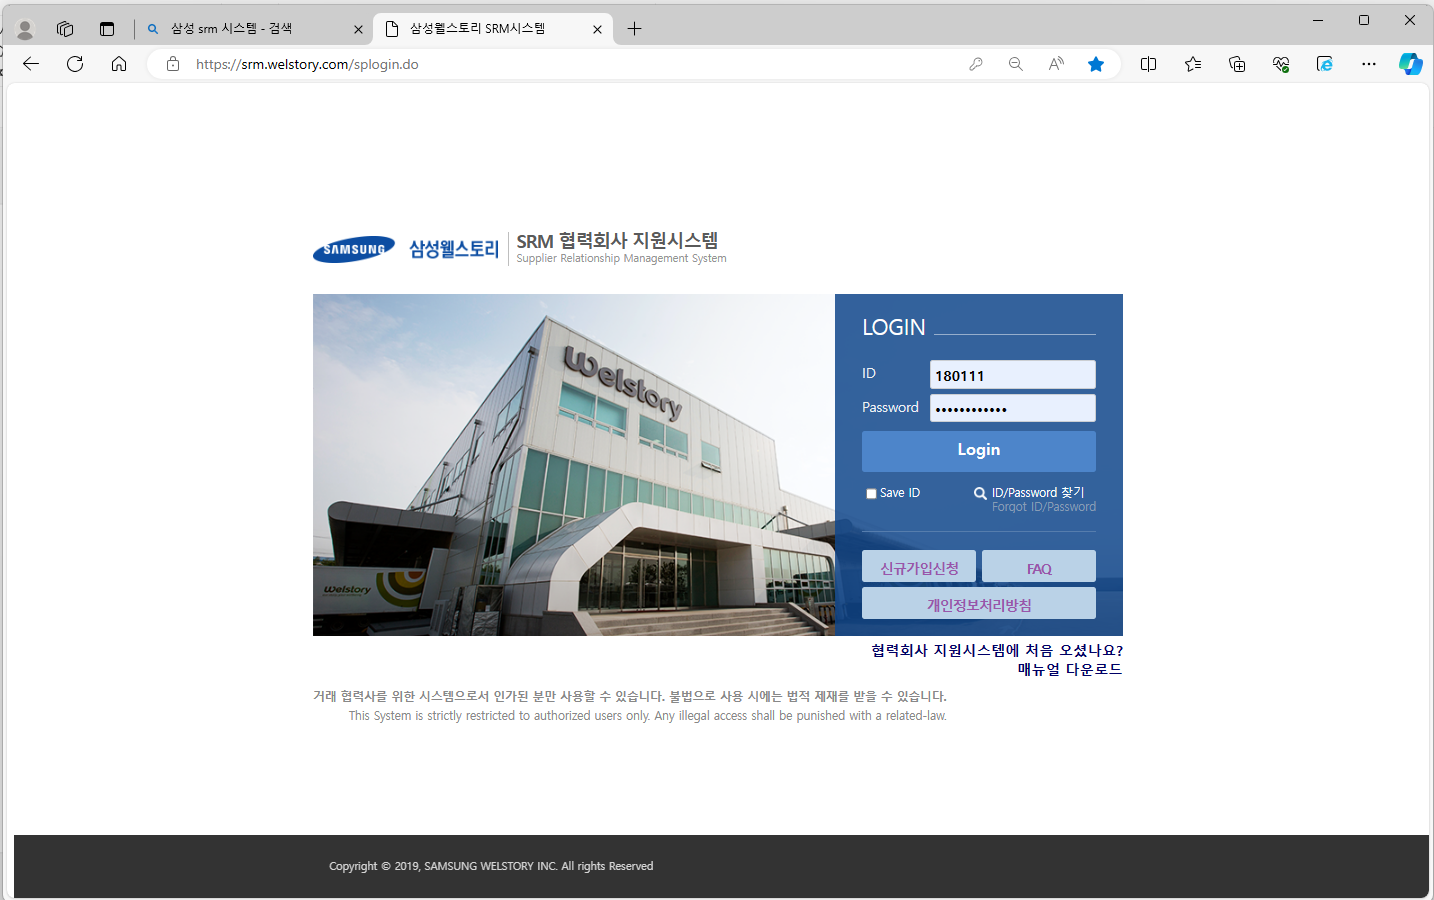 삼성 srm 시스템 - 검색
삼성웰스토리 SRM시스템
https://srm.welstory.com/splogin.do
SAMSUNG 삼성웰스토리
SRM 협력회사 지원시스템
Supplier Relationship Management System
welstory
welstory
LOGIN
ID 180111
Password ••••••••••••
Login
Save ID
ID/Password 찾기
Forgot ID/Password
신규가입신청
FAQ
개인정보처리방침
협력회사 지원시스템에 처음 오셨나요?
매뉴얼 다운로드
거래 협력사를 위한 시스템으로서 인가된 분만 사용할 수 있습니다. 불법으로 사용 시에는 법적 제재를 받을 수 있습니다.
This System is strictly restricted to authorized users only. Any illegal access shall be punished with a related-law.
Copyright © 2019, SAMSUNG WELSTORY INC. All rights Reserved